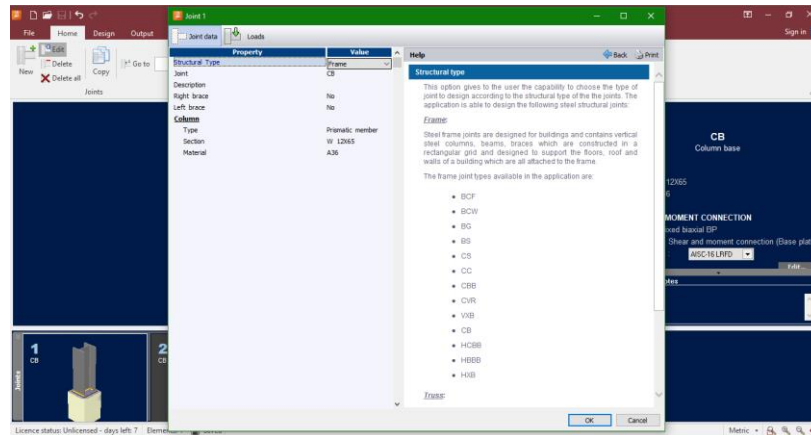 Joint 1
Sign in
File Home Design Output
New
Edit
Delete
Delete all
Copy
Go to
Joints
Joint data Loads
Property Value
Structural Type Frame
Joint CB
Description
Right brace No
Left brace No
Column
Type Prismatic member
Section W 12X65
Material A36
Help Back Print
Structural type
This option gives to the user the capability to choose the type of
joint to design according to the structural type of the the joints. The
application is able to design the following steel structural joints:
Frame:
Steel frame joints are designed for buildings and contains vertical
steel columns, beams, braces which are constructed in a
rectangular grid and designed to support the floors, roof and
walls of a building which are all attached to the frame.
The frame joint types available in the application are:
• BCF
• BCW
• BG
• BS
• CS
• CC
• CBB
• CVR
• VXB
• CB
• HCBB
• HBBB
• HXB
Truss:
OK Cancel
CB
Column base
12X65
6
MOMENT CONNECTION
ixed biaxial BP
Shear and moment connection (Base plat
AISC-16 LRFD
Edit...
otes
Joints
1
CB
2
CB
Licence status: Unlicensed - days left: 7 Eleme
Metric